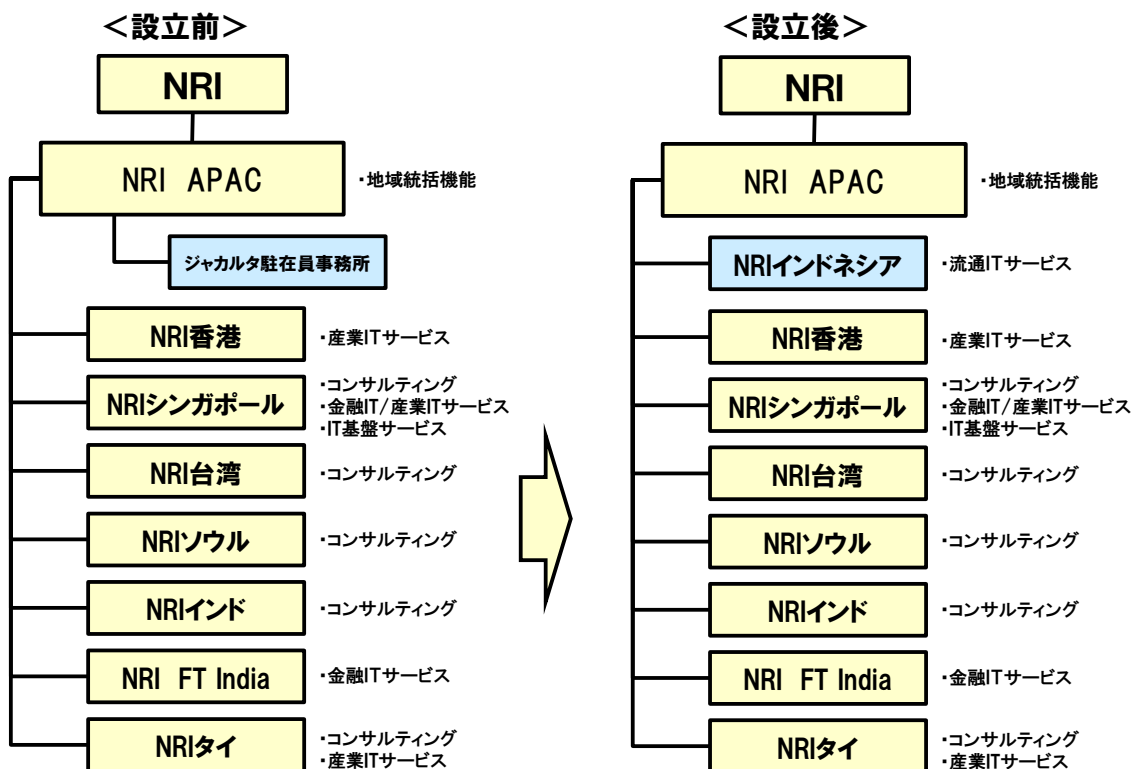 <設立前>
NRI
NRI APAC
・地域統括機能
ジャカルタ駐在員事務所
NRI香港
・産業ITサービス
NRIシンガポール
・コンサルティング
・金融IT/産業ITサービス
・IT基盤サービス
NRI台湾
・コンサルティング
NRIソウル
・コンサルティング
NRIインド
・コンサルティング
NRI FT India
・金融ITサービス
NRIタイ
・コンサルティング
・産業ITサービス
<設立後>
NRI
NRI APAC
・地域統括機能
NRIインドネシア
・流通ITサービス
NRI香港
・産業ITサービス
NRIシンガポール
・コンサルティング
・金融IT/産業ITサービス
・IT基盤サービス
NRI台湾
・コンサルティング
NRIソウル
・コンサルティング
NRIインド
・コンサルティング
NRI FT India
・金融ITサービス
NRIタイ
・コンサルティング
・産業ITサービス